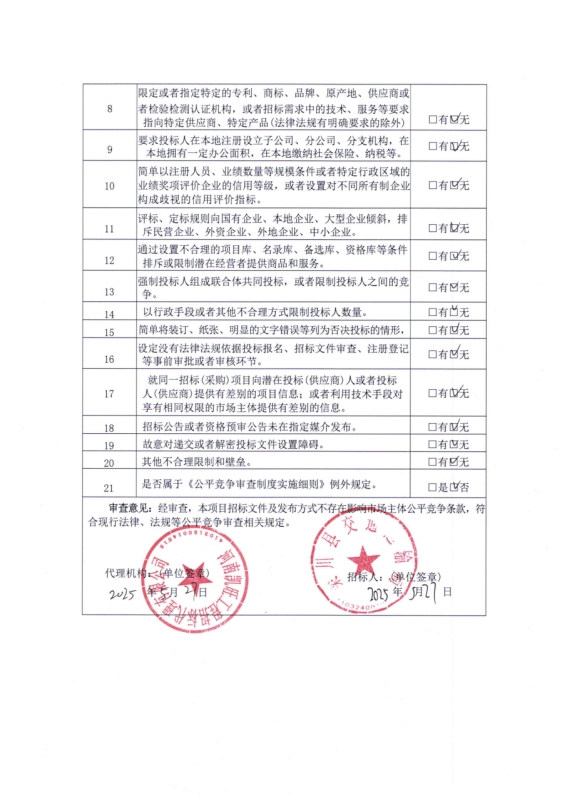 8
限定或者指定特定的专利、商标、品牌、原产地、供应商或
者检验检测认证机构，或者招标需求中的技术、服务等要求
指向特定供应商、特定产品(法律法规有明确要求的除外)
□有☑无
9
要求投标人在本地注册设立子公司、分公司、分支机构，在
本地拥有一定办公面积，在本地缴纳社会保险、纳税等。
□有☑无
10
简单以注册人员、业绩数量等规模条件或者特定行政区域的
业绩奖项评价企业的信用等级，或者设置对不同所有制企业
构成歧视的信用评价指标。
□有☑无
11
评标、定标规则向国有企业、本地企业、大型企业倾斜，排
斥民营企业、外资企业、外地企业、中小企业。
□有☑无
12
通过设置不合理的项目库、名录库、备选库、资格库等条件
排斥或限制潜在经营者提供商品和服务。
□有☑无
13
强制投标人组成联合体共同投标，或者限制投标人之间的竞
争。
□有☑无
14
以行政手段或者其他不合理方式限制投标人数量。
□有☑无
15
简单将装订、纸张、明显的文字错误等列为否决投标的情形，
□有☑无
16
设定没有法律法规依据投标报名、招标文件审查、注册登记
等事前审批或者审核环节。
□有☑无
17
就同一招标(采购)项目向潜在投标(供应商)人或者投标
人(供应商)提供有差别的项目信息；或者利用技术手段对
享有相同权限的市场主体提供有差别的信息。
□有☑无
18
招标公告或者资格预审公告未在指定媒介发布。
□有☑无
19
故意对递交或者解密投标文件设置障碍。
□有☑无
20
其他不合理限制和壁垒。
□有☑无
21
是否属于《公平竞争审查制度实施细则》例外规定。
□是☑否
审查意见：经审查，本项目招标文件及发布方式不存在影响市场主体公平竞争条款，符
合现行法律、法规等公平竞争审查相关规定。
代理机构：(单位签章)
招标人：(单位签章)
2025 年 5 月 27 日
2025 年 5月27 日